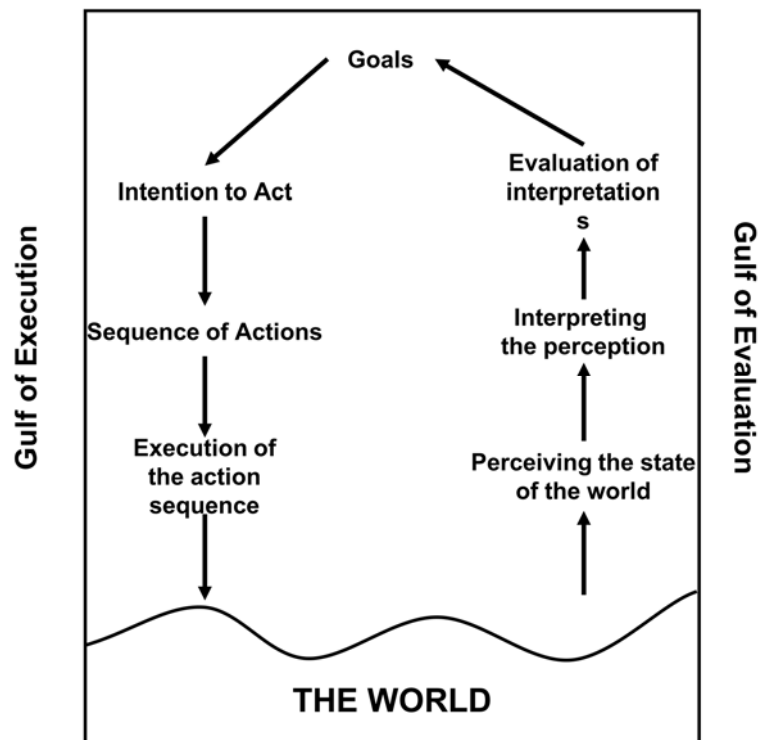 Goals
Intention to Act
Sequence of Actions
Execution of
the action
sequence
Evaluation of
interpretation
s
Interpreting
the perception
Perceiving the state
of the world
Gulf of Execution
Gulf of Evaluation
THE WORLD